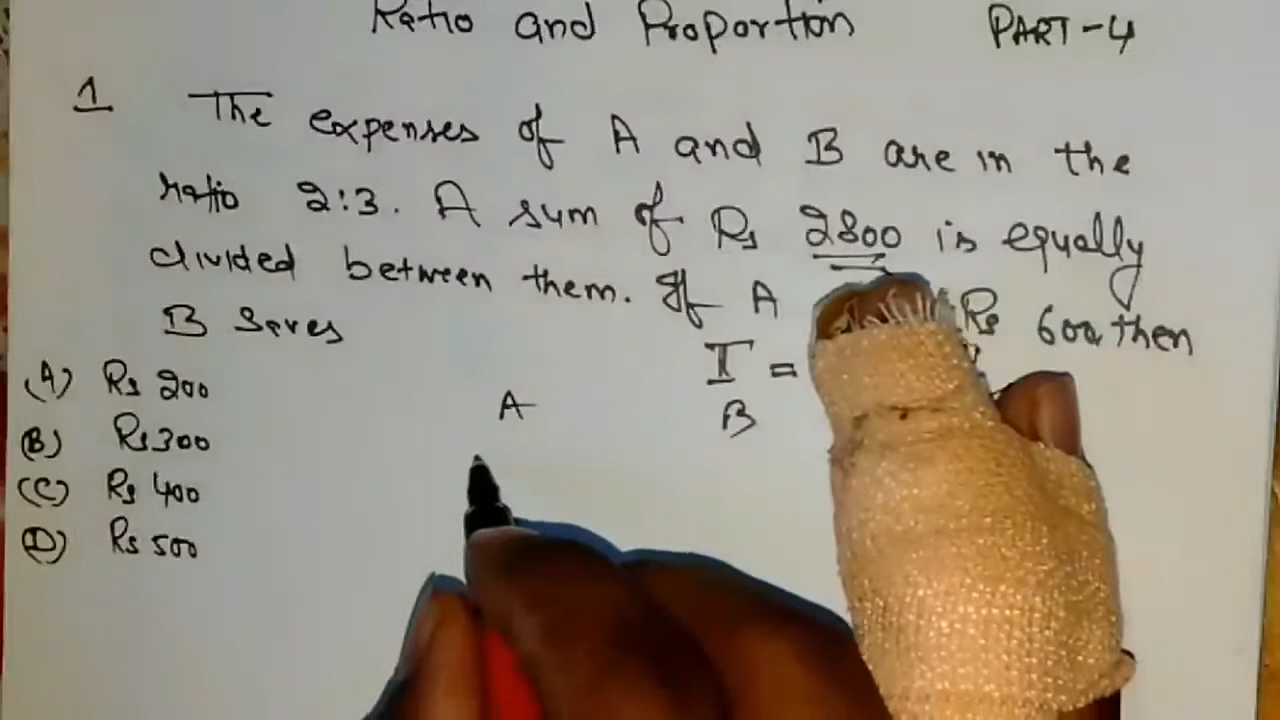 Ratio and Proportion PART-4
1 The expenses of A and B are in the
ratio 2:3. A sum of Rs 2800 is equally
divided between them. If A Rs 600 then
B saves
I =
(A) Rs 200
A B
(B) Rs 300
(C) Rs 400
(D) Rs 500